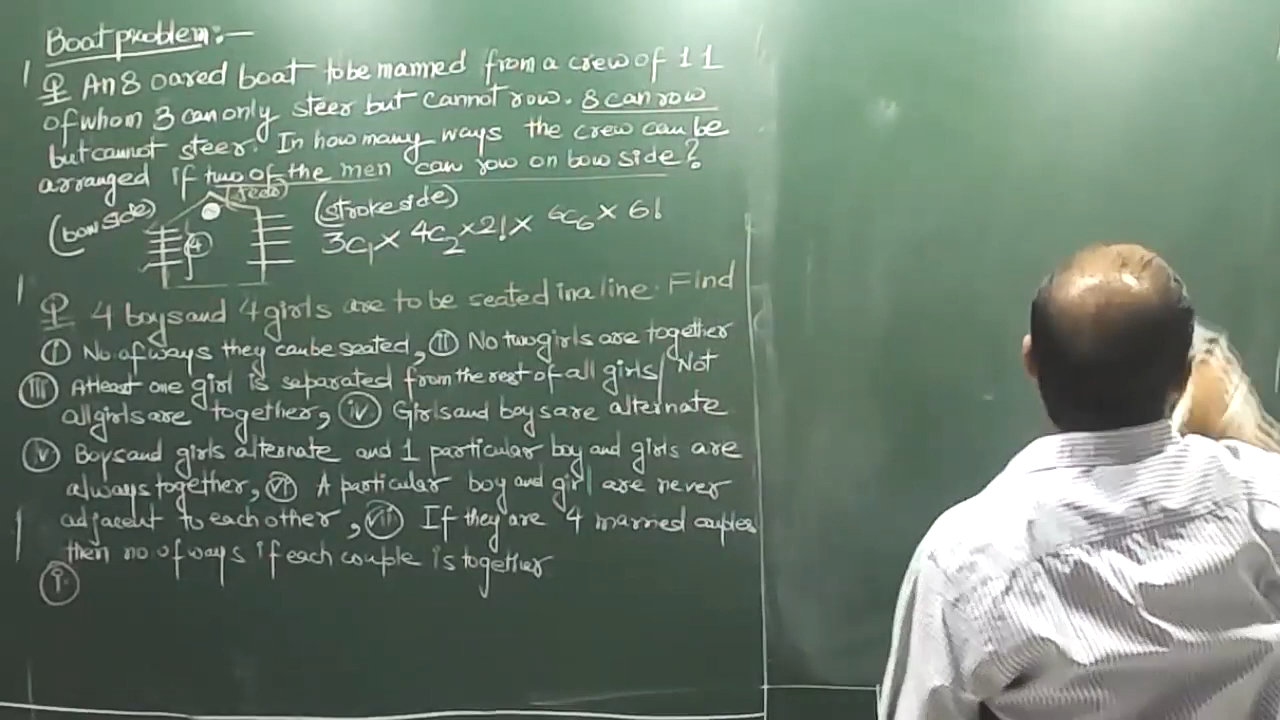 Boat problem:-
Q An 8 oared boat to be manned from a crew of 11
of whom 3 can only steer but cannot row. 8 can row
but cannot steer. In how many ways the crew can be
arranged if two of the men can row on bow side?
(bow side) (strokeside)
4
3C1 × 4C2 × 2! × 6C6 × 6!
Q 4 boys and 4 girls are to be seated in a line. Find
(i) No. of ways they can be seated, (ii) No two girls are together
(iii) Atleast one girl is separated from the rest of all girls/Not
all girls are together, (iv) Girls and boys are alternate
(v) Boys and girls alternate and 1 particular boy and girls are
always together, (vi) A particular boy and girl are never
adjacent to each other, (vii) If they are 4 married couples
then no of ways if each couple is together
(i)